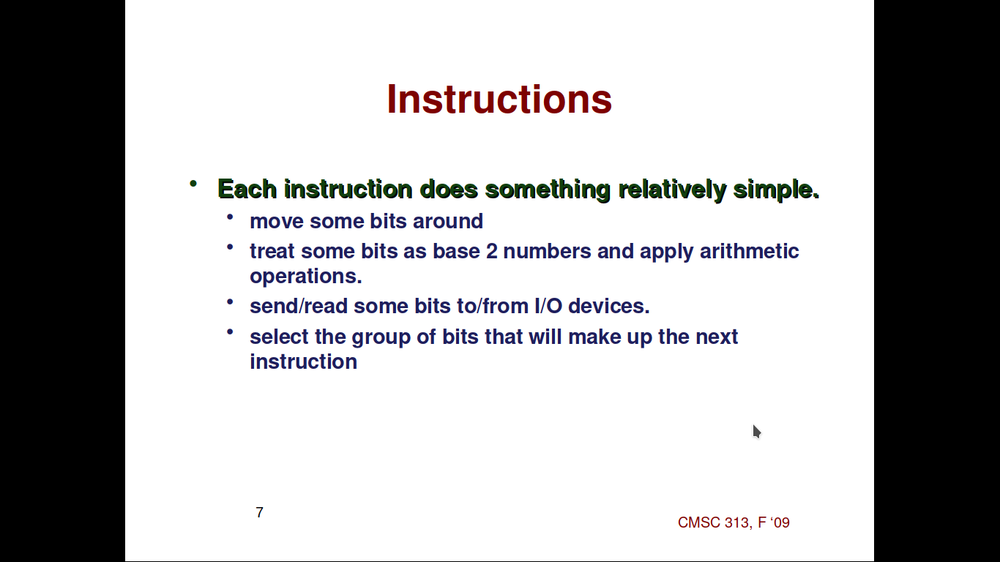 Instructions
• Each instruction does something relatively simple.
• move some bits around
• treat some bits as base 2 numbers and apply arithmetic
operations.
• send/read some bits to/from I/O devices.
• select the group of bits that will make up the next
instruction
7
CMSC 313, F ‘09